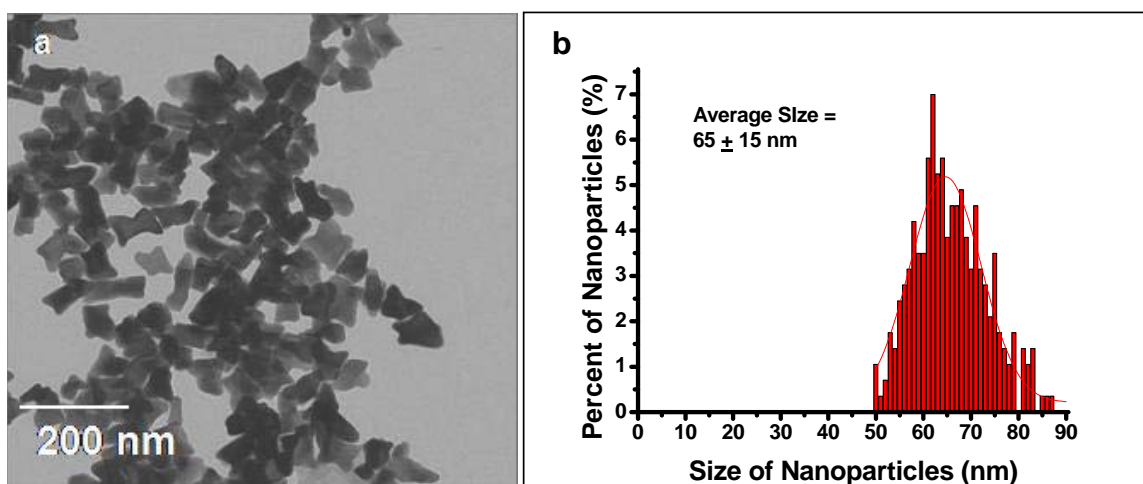 a
200 nm
b
Average SIze =
65 ± 15 nm
Percent of Nanoparticles (%)
7
6
5
4
3
2
1
0
0 10 20 30 40 50 60 70 80 90
Size of Nanoparticles (nm)